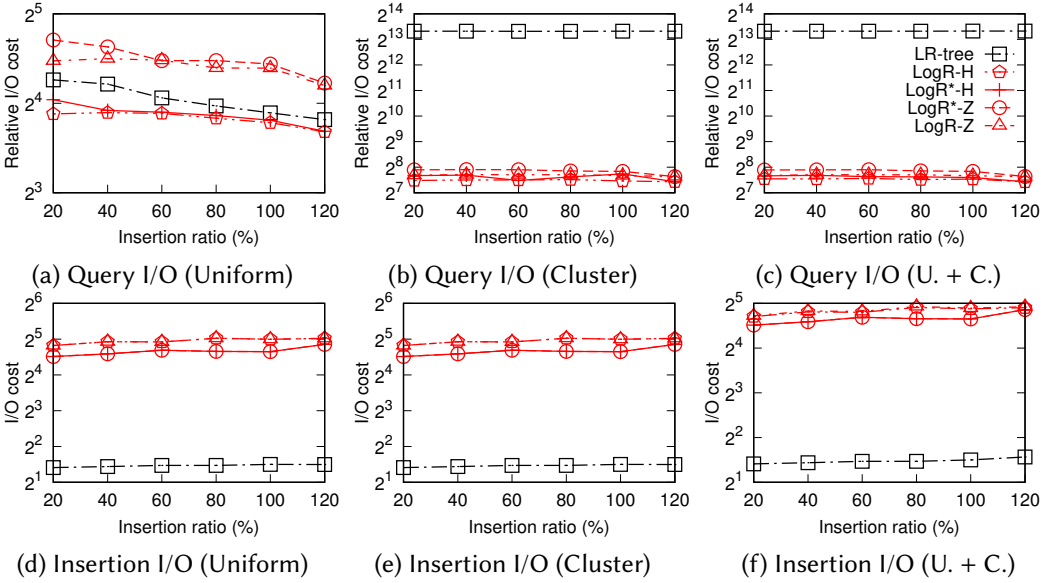 2^5
2^4
2^3
Relative I/O cost
20 40 60 80 100 120
Insertion ratio (%)
(a) Query I/O (Uniform)
2^14
2^13
2^12
2^11
2^10
2^9
2^8
2^7
Relative I/O cost
20 40 60 80 100 120
Insertion ratio (%)
(b) Query I/O (Cluster)
2^14
2^13
2^12
2^11
2^10
2^9
2^8
2^7
Relative I/O cost
LR-tree
LogR-H
LogR*-H
LogR*-Z
LogR-Z
20 40 60 80 100 120
Insertion ratio (%)
(c) Query I/O (U. + C.)
2^6
2^5
2^4
2^3
2^2
2^1
I/O cost
20 40 60 80 100 120
Insertion ratio (%)
(d) Insertion I/O (Uniform)
2^6
2^5
2^4
2^3
2^2
2^1
I/O cost
20 40 60 80 100 120
Insertion ratio (%)
(e) Insertion I/O (Cluster)
2^5
2^4
2^3
2^2
2^1
I/O cost
20 40 60 80 100 120
Insertion ratio (%)
(f) Insertion I/O (U. + C.)